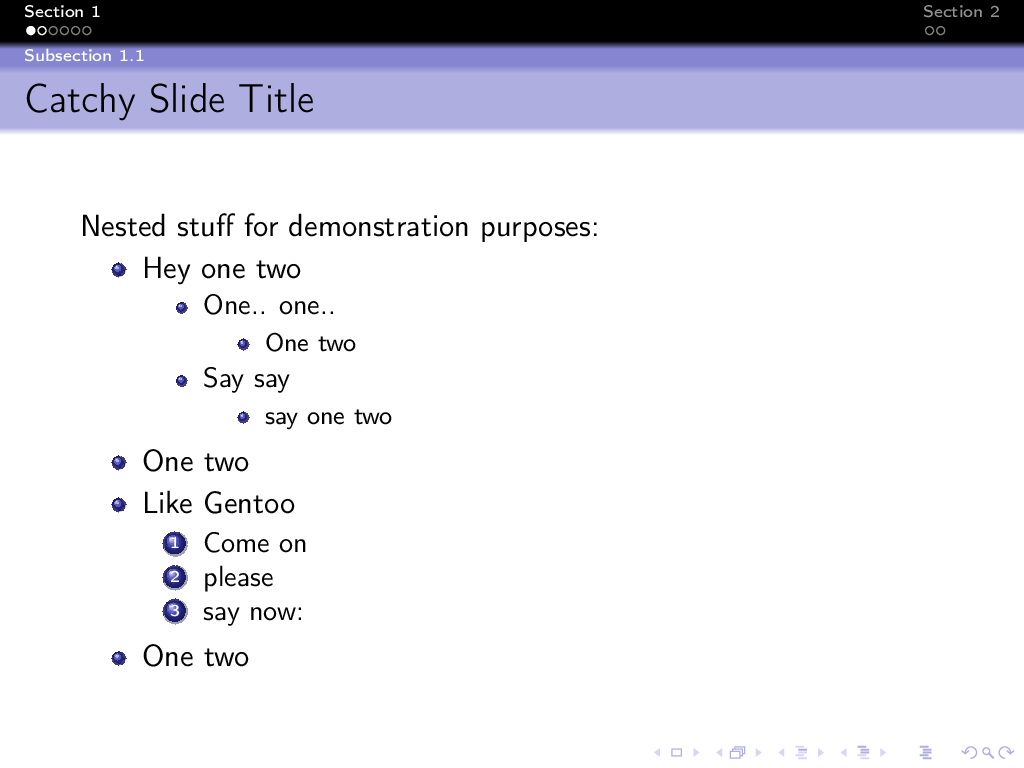 Section 1
Section 2
Subsection 1.1
Catchy Slide Title
Nested stuff for demonstration purposes:
Hey one two
One.. one..
One two
Say say
say one two
One two
Like Gentoo
1 Come on
2 please
3 say now:
One two